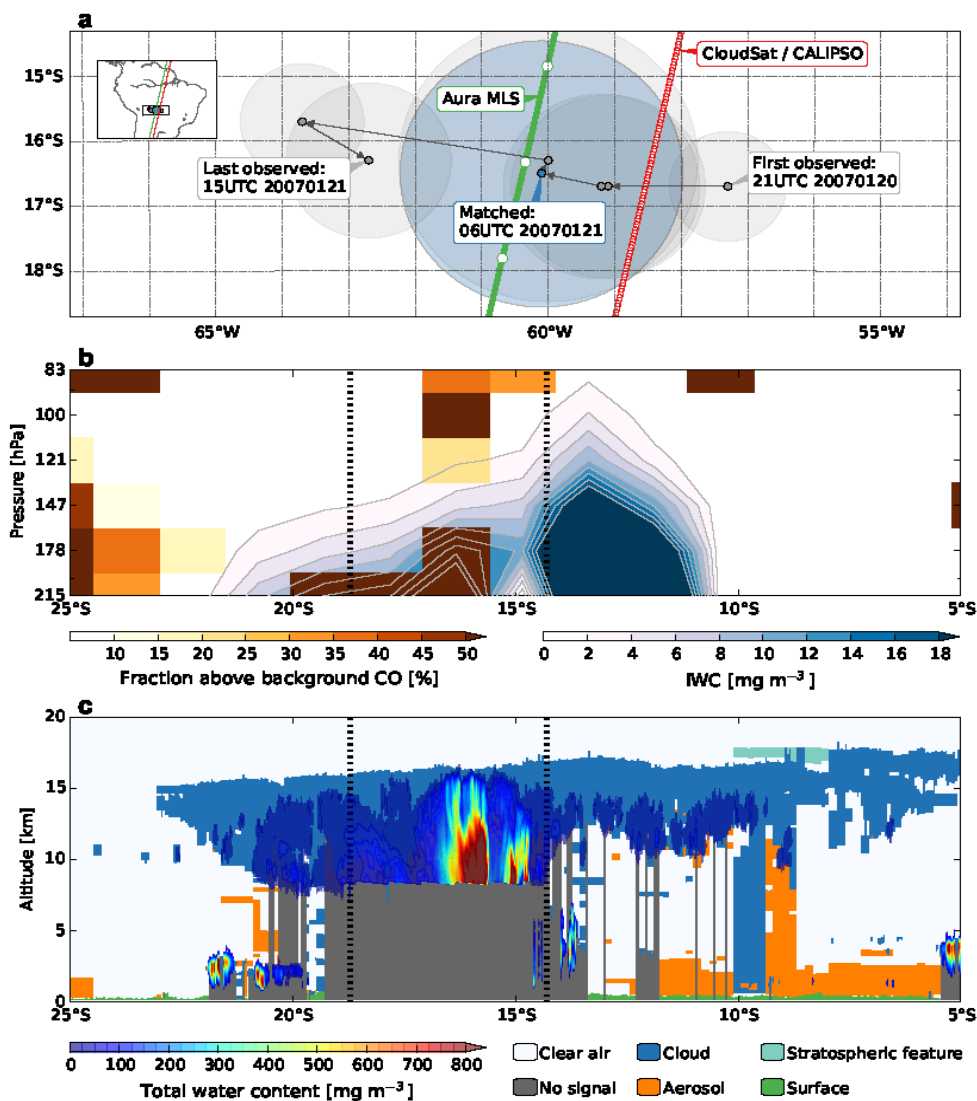 a
15°S
16°S
17°S
18°S
CloudSat / CALIPSO
Aura MLS
Last observed:
15UTC 20070121
First observed:
21UTC 20070120
Matched:
06UTC 20070121
65°W
60°W
55°W
b
Pressure [hPa]
83
100
121
147
178
215
25°S
20°S
15°S
10°S
5°S
10 15 20 25 30 35 40 45 50
Fraction above background CO [%]
0 2 4 6 8 10 12 14 16 18
IWC [mg m⁻³]
c
Altitude [km]
20
15
10
5
0
25°S
20°S
15°S
10°S
5°S
0 100 200 300 400 500 600 700 800
Total water content [mg m⁻³]
Clear air
Cloud
Stratospheric feature
No signal
Aerosol
Surface